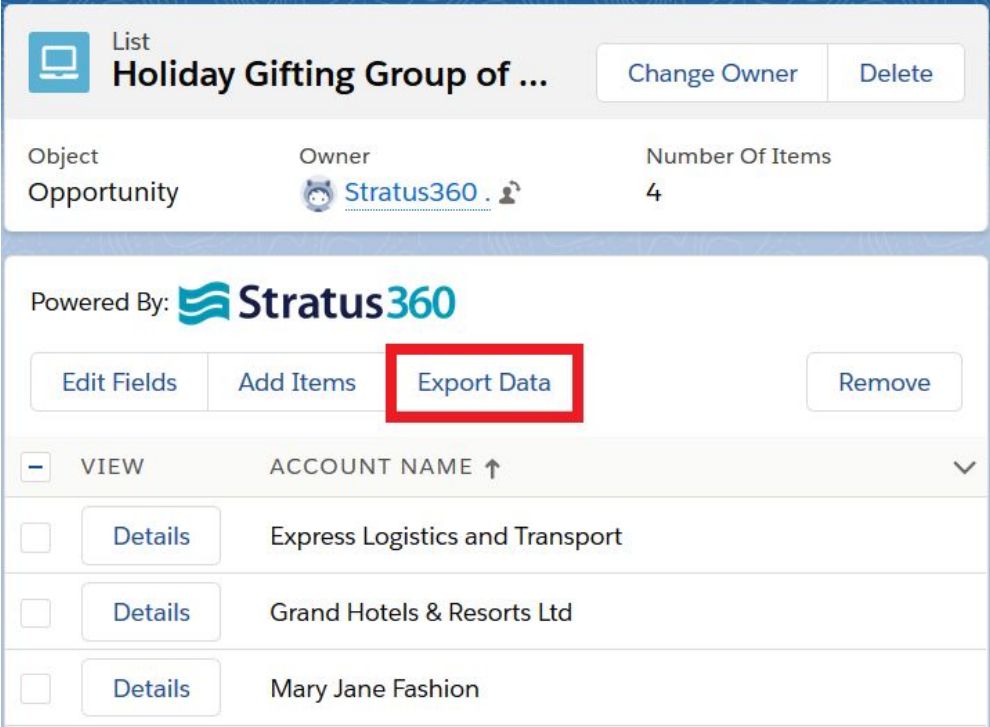 List
Holiday Gifting Group of ...
Change Owner
Delete
Object
Owner
Number Of Items
Opportunity
Stratus360 .
4
Powered By: Stratus360
Edit Fields
Add Items
Export Data
Remove
VIEW
ACCOUNT NAME
Details
Express Logistics and Transport
Details
Grand Hotels & Resorts Ltd
Details
Mary Jane Fashion